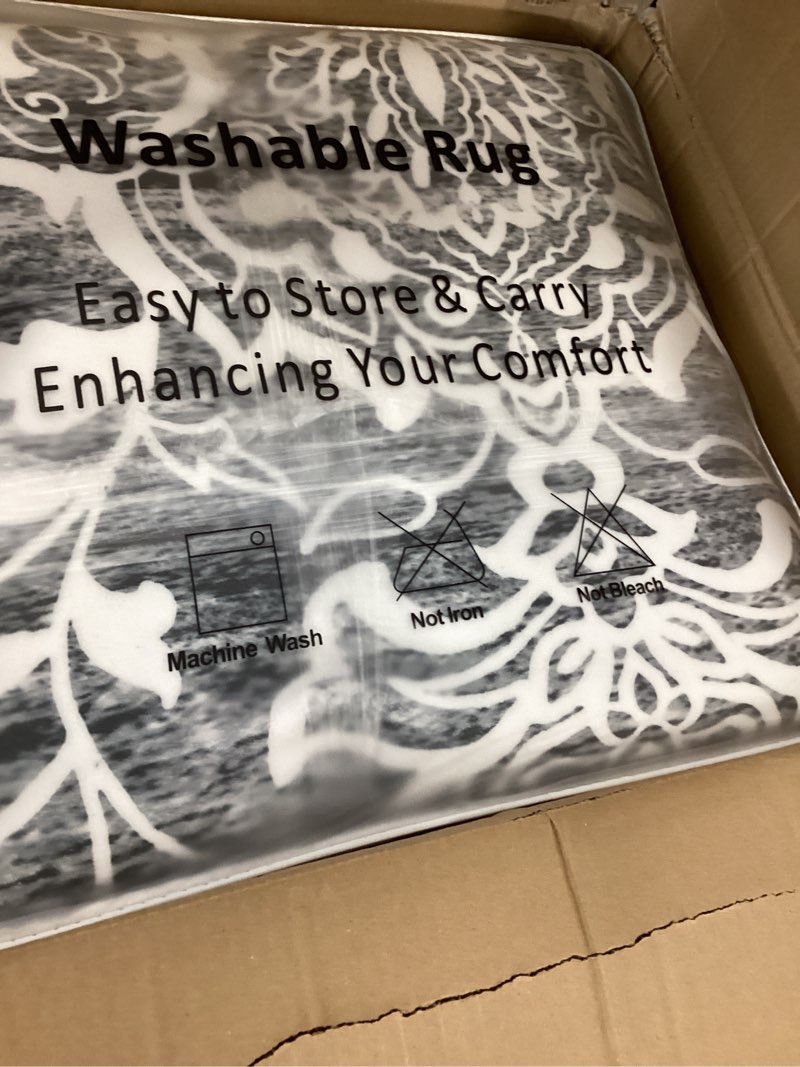 Washable Rug
Easy to Store & Carry
Enhancing Your Comfort
Machine Wash
Not Iron
Not Bleach